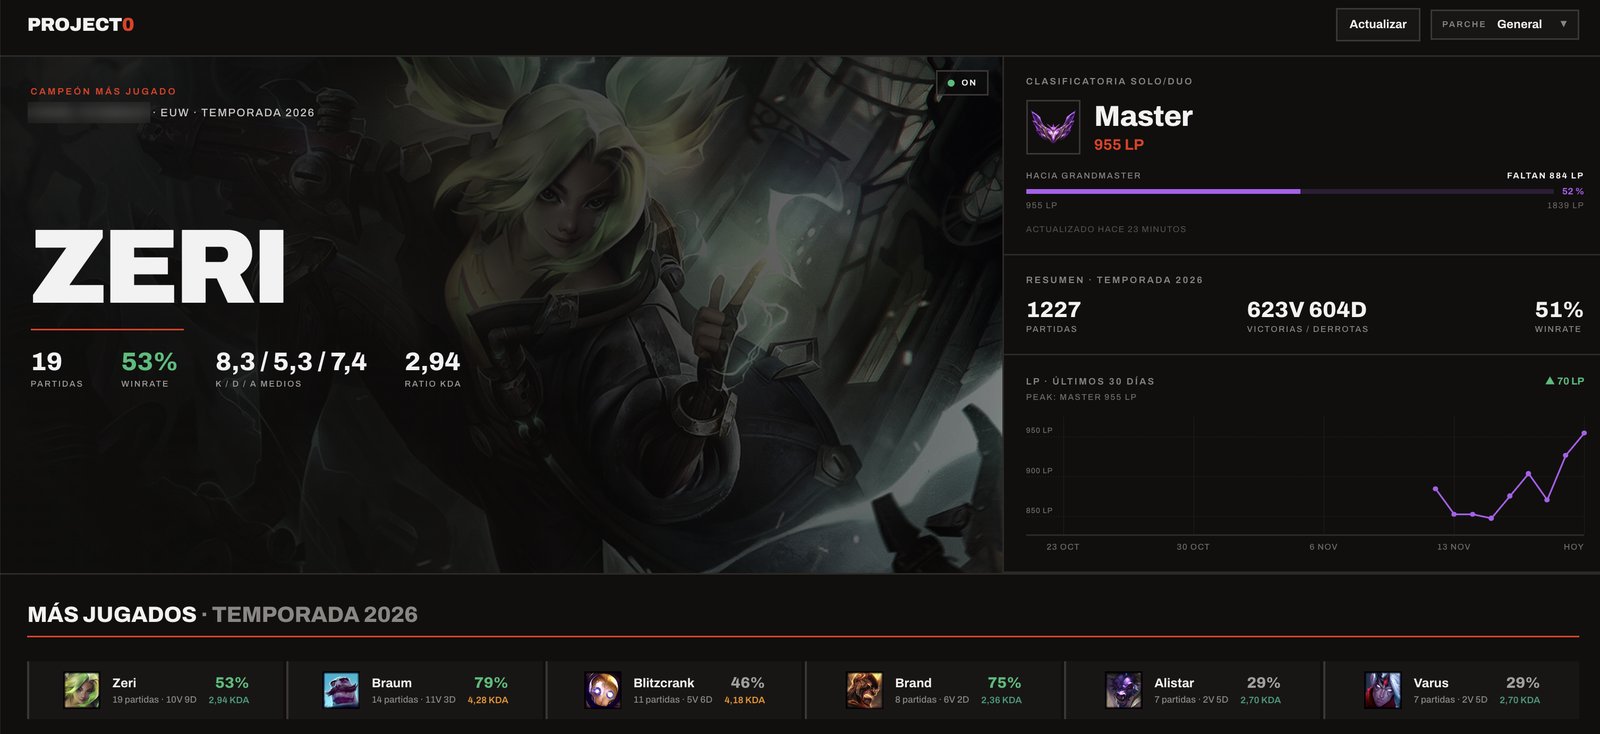 PROJECT0
Actualizar
PARCHE General ▼
CAMPEÓN MÁS JUGADO
· EUW · TEMPORADA 2026
ON
ZERI
19 53% 8,3 / 5,3 / 7,4 2,94
PARTIDAS WINRATE K / D / A MEDIOS RATIO KDA
CLASIFICATORIA SOLO/DUO
Master
955 LP
HACIA GRANDMASTER FALTAN 884 LP
52 %
955 LP 1839 LP
ACTUALIZADO HACE 23 MINUTOS
RESUMEN · TEMPORADA 2026
1227 623V 604D 51%
PARTIDAS VICTORIAS / DERROTAS WINRATE
LP · ÚLTIMOS 30 DÍAS ▲ 70 LP
PEAK: MASTER 955 LP
950 LP
900 LP
850 LP
23 OCT 30 OCT 6 NOV 13 NOV HOY
MÁS JUGADOS · TEMPORADA 2026
Zeri 53%
19 partidas · 10V 9D 2,94 KDA
Braum 79%
14 partidas · 11V 3D 4,28 KDA
Blitzcrank 46%
11 partidas · 5V 6D 4,18 KDA
Brand 75%
8 partidas · 6V 2D 2,36 KDA
Alistar 29%
7 partidas · 2V 5D 2,70 KDA
Varus 29%
7 partidas · 2V 5D 2,70 KDA